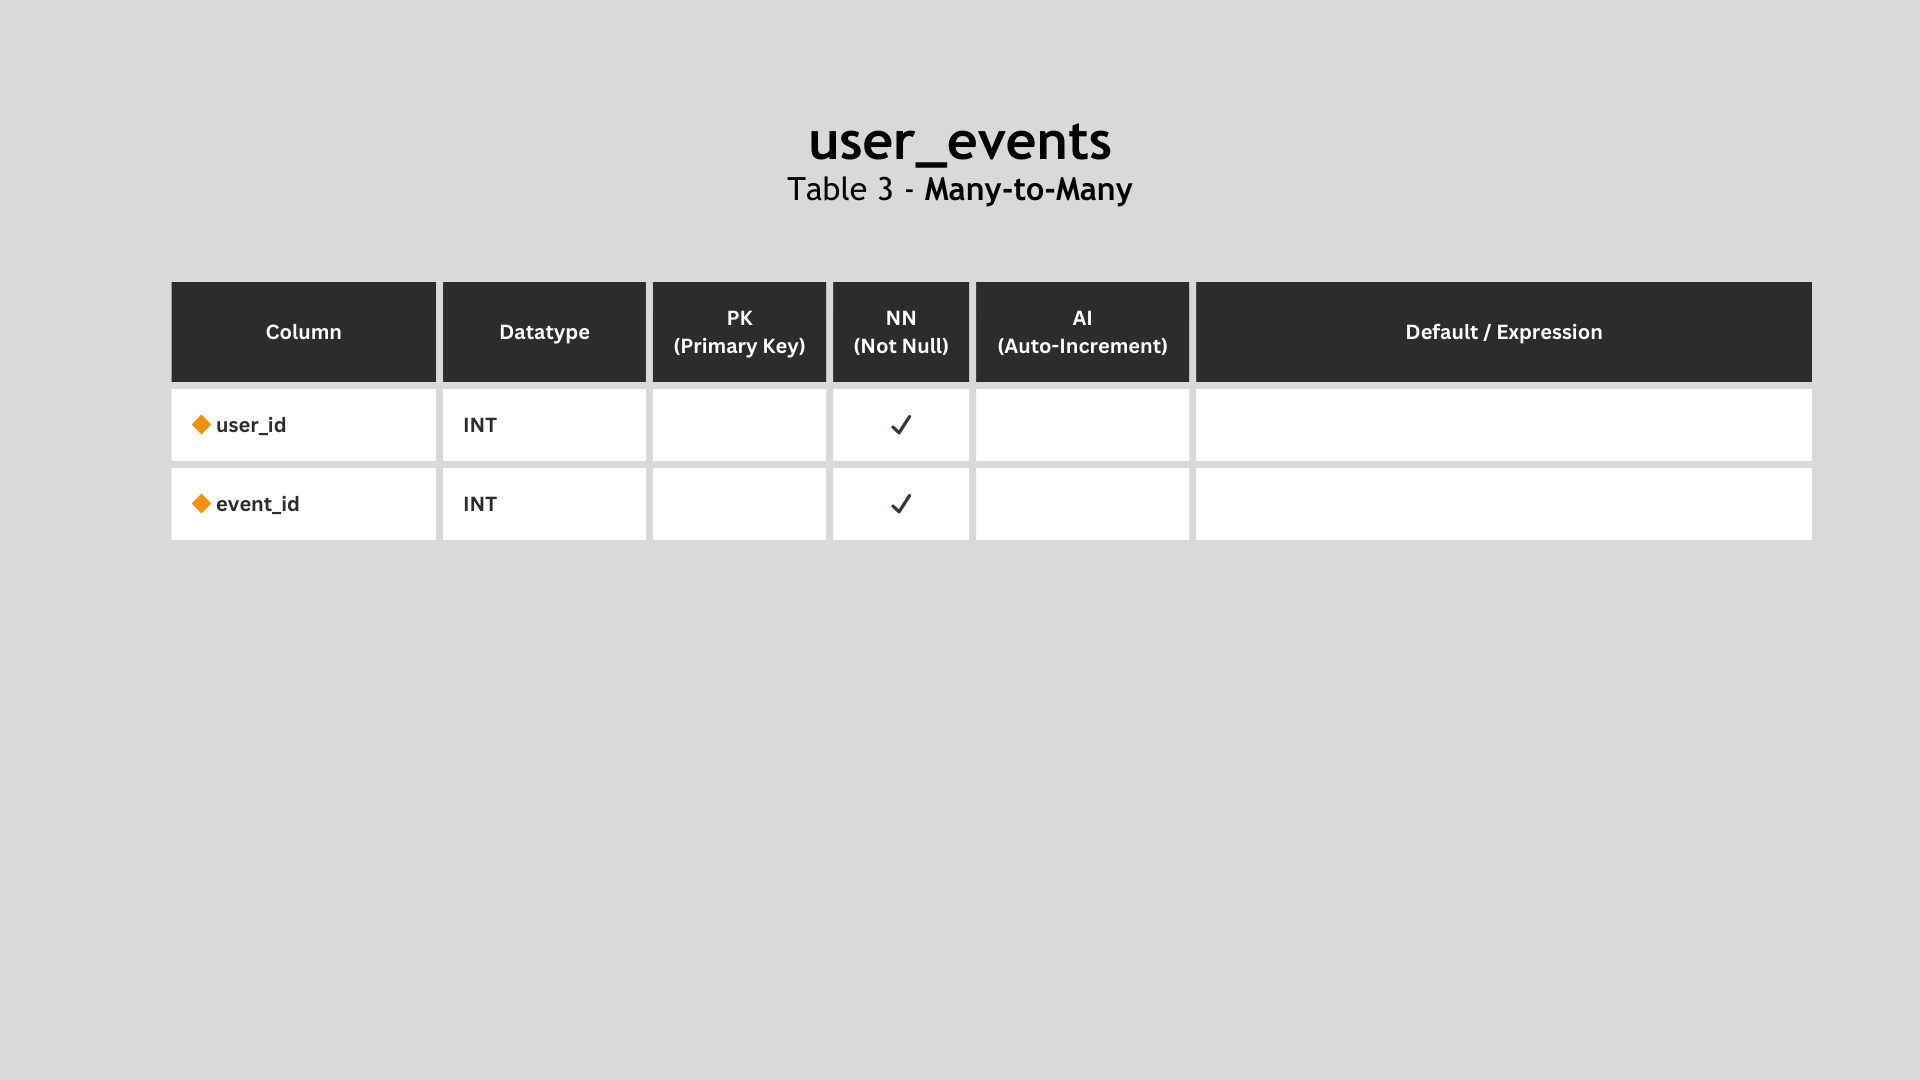 user_events
Table 3 - Many-to-Many
Column
Datatype
PK
(Primary Key)
NN
(Not Null)
AI
(Auto-Increment)
Default / Expression
user_id
INT
event_id
INT